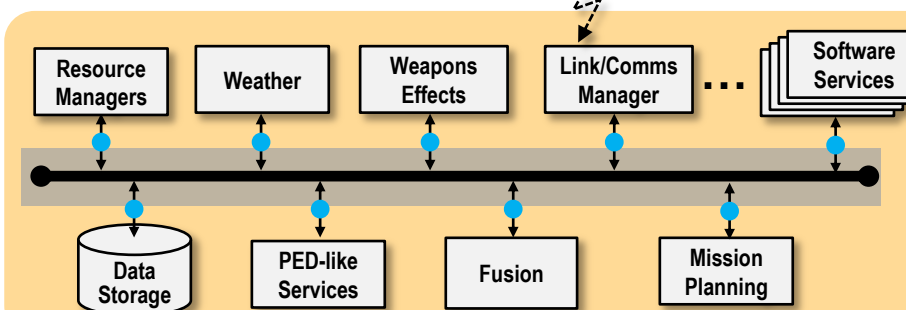 Resource
Managers
Weather
Weapons
Effects
Link/Comms
Manager
...
Software
Services
Data
Storage
PED-like
Services
Fusion
Mission
Planning